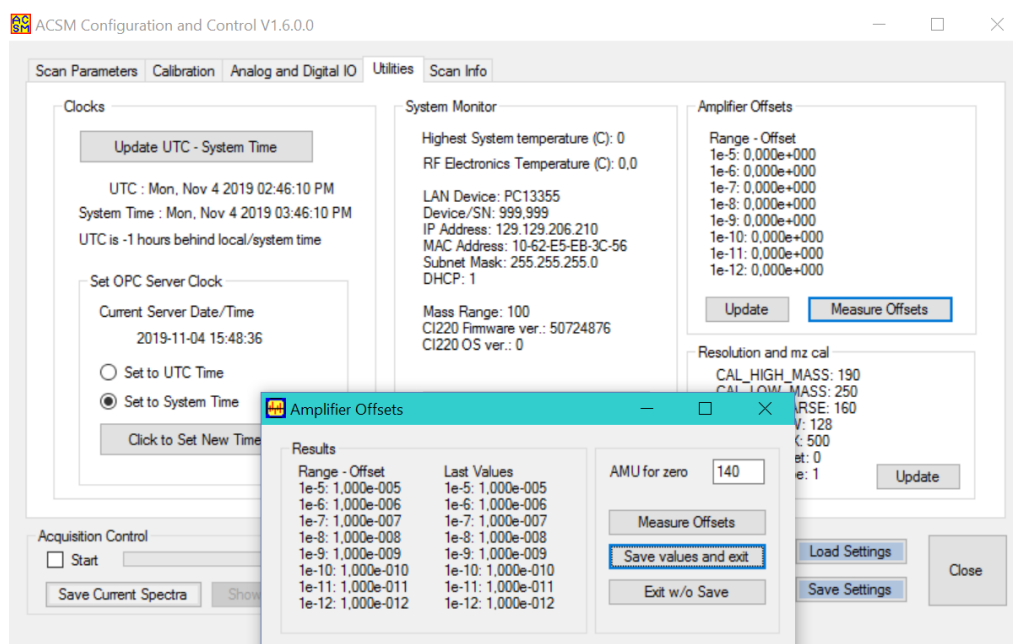 ACSM Configuration and Control V1.6.0.0
Scan Parameters Calibration Analog and Digital IO Utilities Scan Info
Clocks
Update UTC - System Time
UTC : Mon, Nov 4 2019 02:46:10 PM
System Time : Mon, Nov 4 2019 03:46:10 PM
UTC is -1 hours behind local/system time
Set OPC Server Clock
Current Server Date/Time
2019-11-04 15:48:36
Set to UTC Time
Set to System Time
Click to Set New Time
System Monitor
Highest System temperature (C): 0
RF Electronics Temperature (C): 0,0
LAN Device: PC13355
Device/SN: 999,999
IP Address: 129.129.206.210
MAC Address: 10-62-E5-EB-3C-56
Subnet Mask: 255.255.255.0
DHCP: 1
Mass Range: 100
CI220 Firmware ver.: 50724876
CI220 OS ver.: 0
Amplifier Offsets
Range - Offset
1e-5: 0,000e+000
1e-6: 0,000e+000
1e-7: 0,000e+000
1e-8: 0,000e+000
1e-9: 0,000e+000
1e-10: 0,000e+000
1e-11: 0,000e+000
1e-12: 0,000e+000
Update Measure Offsets
Resolution and mz cal
CAL_HIGH_MASS: 190
CAL_LOW_MASS: 250
ARSE: 160
: 128
: 500
et: 0
e: 1
Update
Amplifier Offsets
Results
Range - Offset Last Values
1e-5: 1,000e-005 1e-5: 1,000e-005
1e-6: 1,000e-006 1e-6: 1,000e-006
1e-7: 1,000e-007 1e-7: 1,000e-007
1e-8: 1,000e-008 1e-8: 1,000e-008
1e-9: 1,000e-009 1e-9: 1,000e-009
1e-10: 1,000e-010 1e-10: 1,000e-010
1e-11: 1,000e-011 1e-11: 1,000e-011
1e-12: 1,000e-012 1e-12: 1,000e-012
AMU for zero 140
Measure Offsets
Save values and exit
Exit w/o Save
Acquisition Control
Start
Save Current Spectra Show
Load Settings
Save Settings
Close